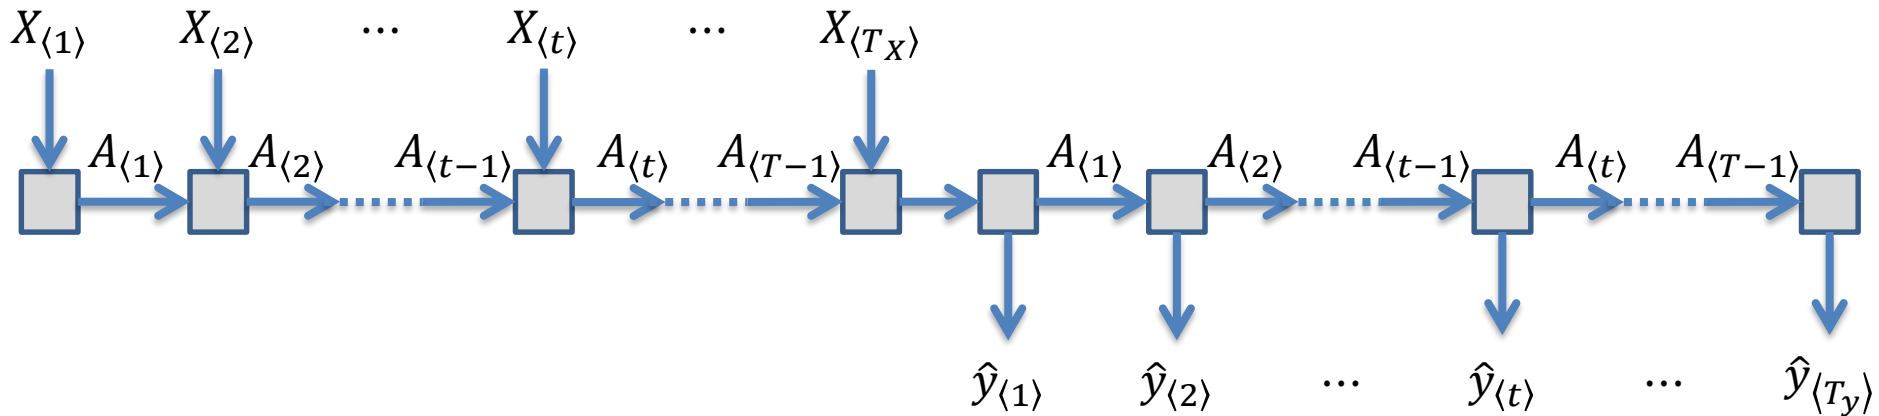 X⟨1⟩ X⟨2⟩ ⋯ X⟨t⟩ ⋯ X⟨T_X⟩
A⟨1⟩ A⟨2⟩ A⟨t−1⟩ A⟨t⟩ A⟨T−1⟩ A⟨1⟩ A⟨2⟩ A⟨t−1⟩ A⟨t⟩ A⟨T−1⟩
ŷ⟨1⟩ ŷ⟨2⟩ ⋯ ŷ⟨t⟩ ⋯ ŷ⟨T_y⟩